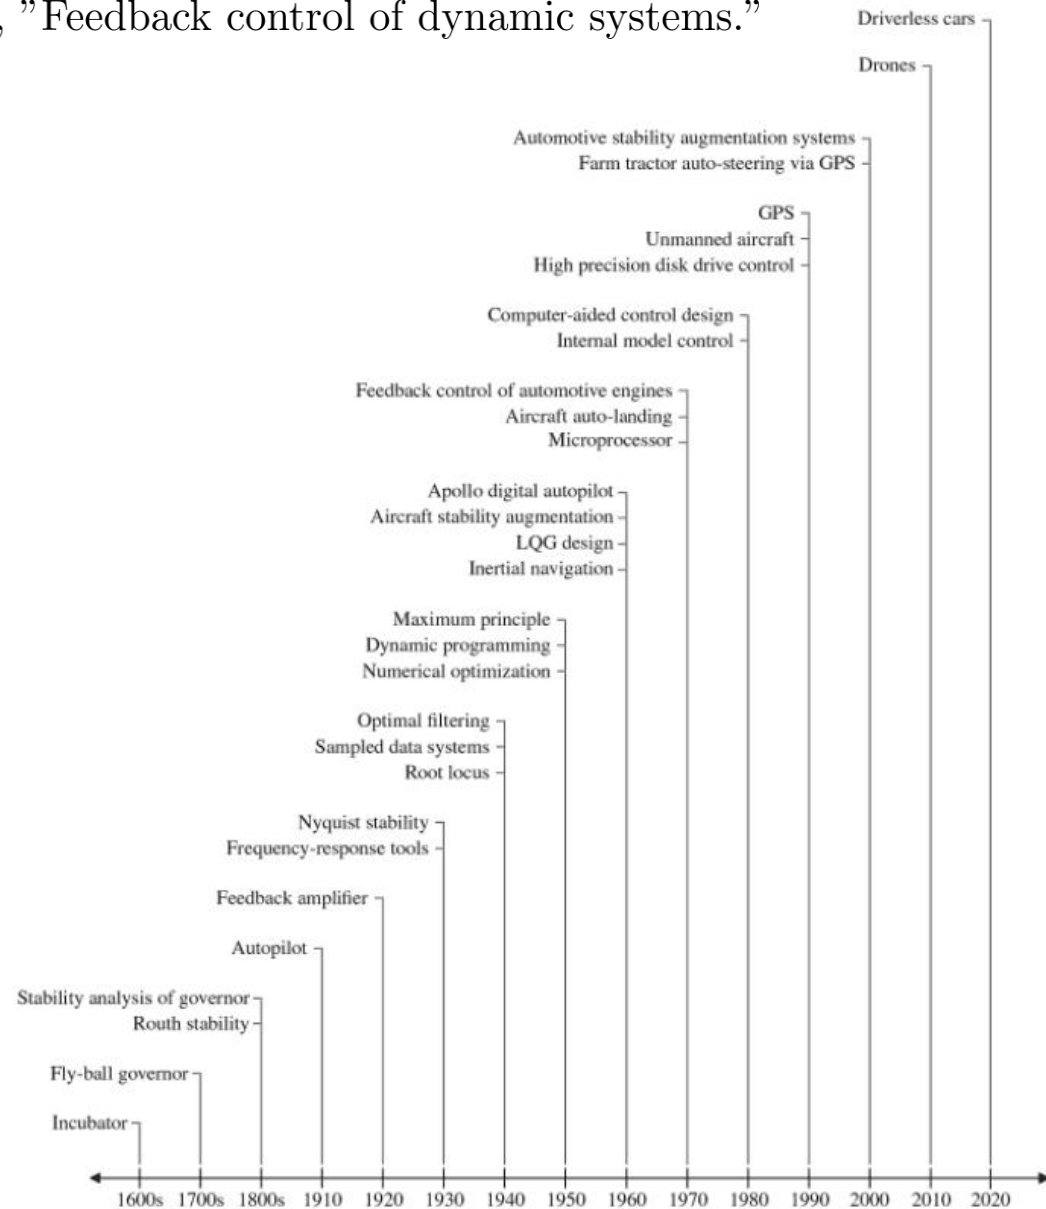 , ”Feedback control of dynamic systems.”
Driverless cars
Drones
Automotive stability augmentation systems
Farm tractor auto-steering via GPS
GPS
Unmanned aircraft
High precision disk drive control
Computer-aided control design
Internal model control
Feedback control of automotive engines
Aircraft auto-landing
Microprocessor
Apollo digital autopilot
Aircraft stability augmentation
LQG design
Inertial navigation
Maximum principle
Dynamic programming
Numerical optimization
Optimal filtering
Sampled data systems
Root locus
Nyquist stability
Frequency-response tools
Feedback amplifier
Autopilot
Stability analysis of governor
Routh stability
Fly-ball governor
Incubator
1600s 1700s 1800s 1910 1920 1930 1940 1950 1960 1970 1980 1990 2000 2010 2020